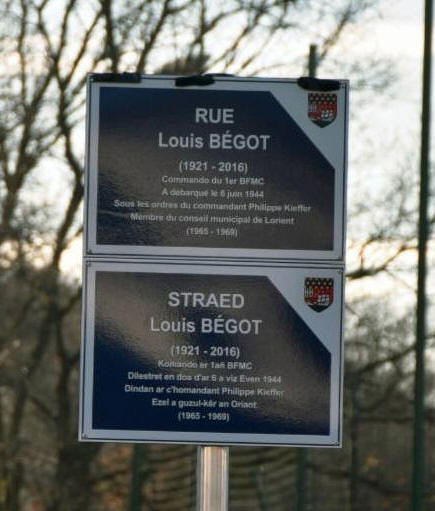 RUE
Louis BÉGOT
(1921 - 2016)
Commando du 1er BFMC
A débarqué le 6 juin 1944
Sous les ordres du commandant Philippe Kieffer
Membre du conseil municipal de Lorient
(1965 - 1969)
STRAED
Louis BÉGOT
(1921 - 2016)
Komando er 1añ BFMC
Dilestret en doa d'ar 6 a viz Even 1944
Dindan ar c'homandant Philippe Kieffer
Ezel a guzul-kêr an Oriant
(1965 - 1969)